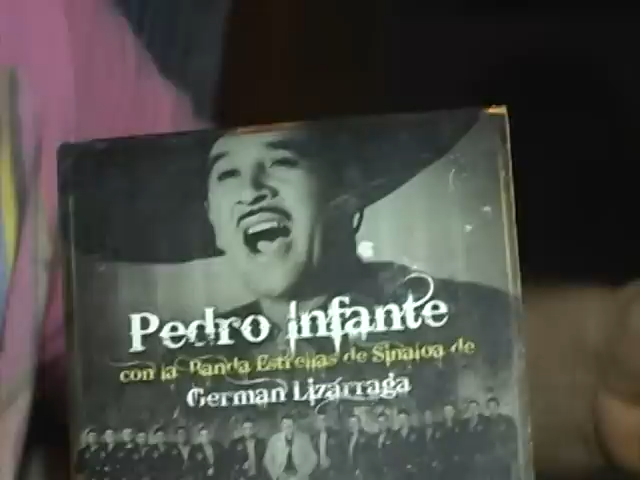 Pedro Infante
con la Banda Estrellas de Sinaloa de
German Lizárraga